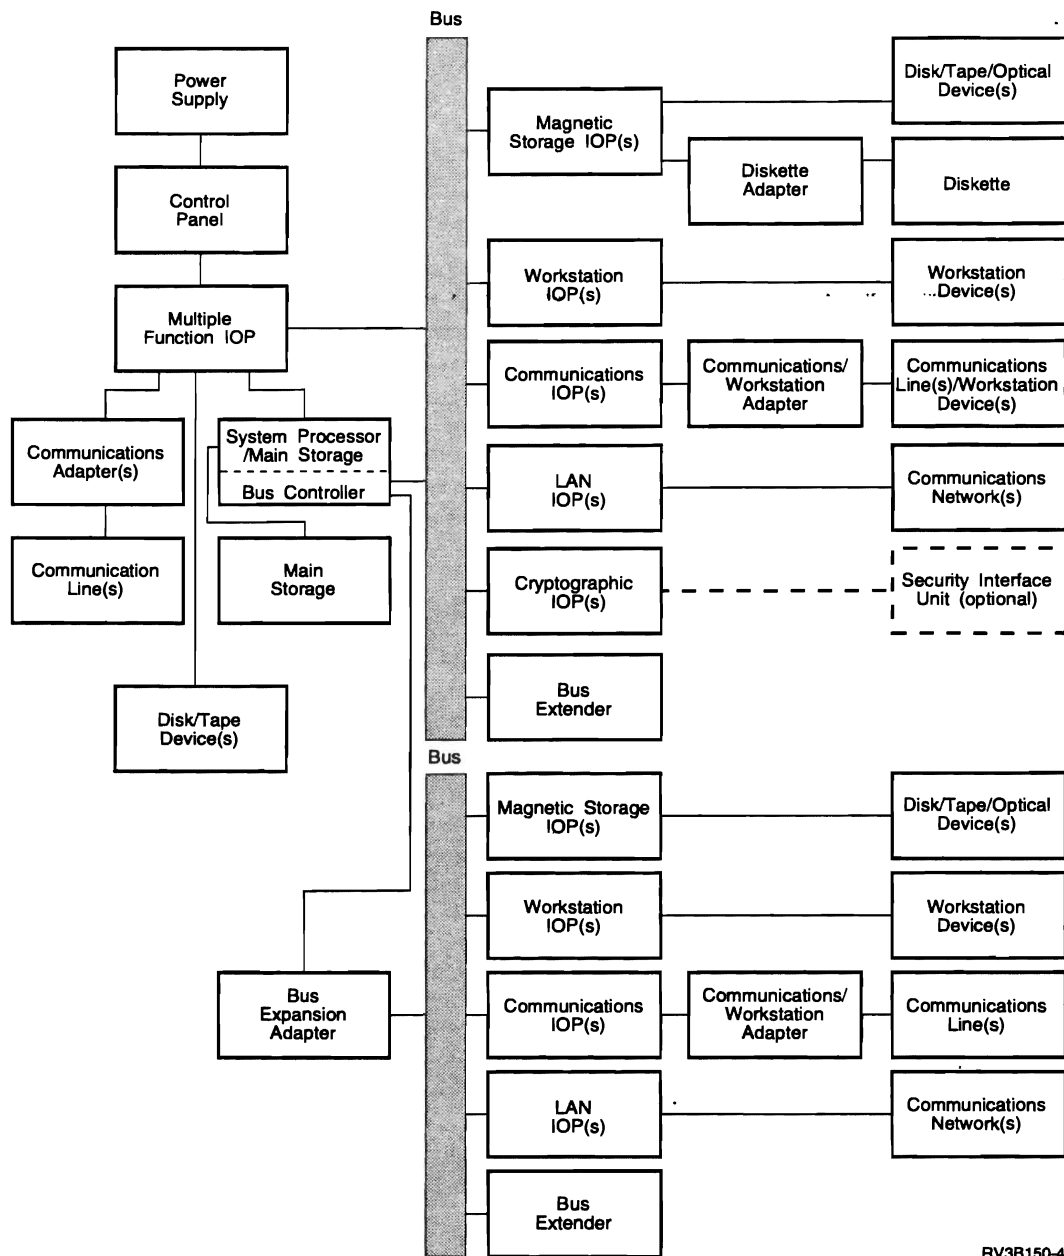 Bus
Power
Supply
Control
Panel
Multiple
Function IOP
Communications
Adapter(s)
System Processor
/Main Storage
Bus Controller
Communication
Line(s)
Main
Storage
Disk/Tape
Device(s)
Magnetic
Storage IOP(s)
Disk/Tape/Optical
Device(s)
Diskette
Adapter
Diskette
Workstation
IOP(s)
Workstation
Device(s)
Communications
IOP(s)
Communications/
Workstation
Adapter
Communications
Line(s)/Workstation
Device(s)
LAN
IOP(s)
Communications
Network(s)
Cryptographic
IOP(s)
Security Interface
Unit (optional)
Bus
Extender
Bus
Bus
Expansion
Adapter
Magnetic Storage
IOP(s)
Disk/Tape/Optical
Device(s)
Workstation
IOP(s)
Workstation
Device(s)
Communications
IOP(s)
Communications/
Workstation
Adapter
Communications
Line(s)
LAN
IOP(s)
Communications
Network(s)
Bus
Extender
RV3B150-4